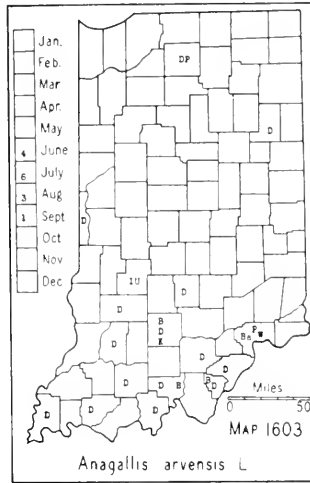 Jan.
Feb.
Mar
Apr.
May
4 June
6 July
3 Aug
1 Sept
Oct
Nov
Dec
DP
D
D
IU
D
D
B
D
K
P
W
Ba
D
D
D
B
D
D
D
B
D
D
D
Miles
0 50
MAP 1603
Anagallis arvensis L